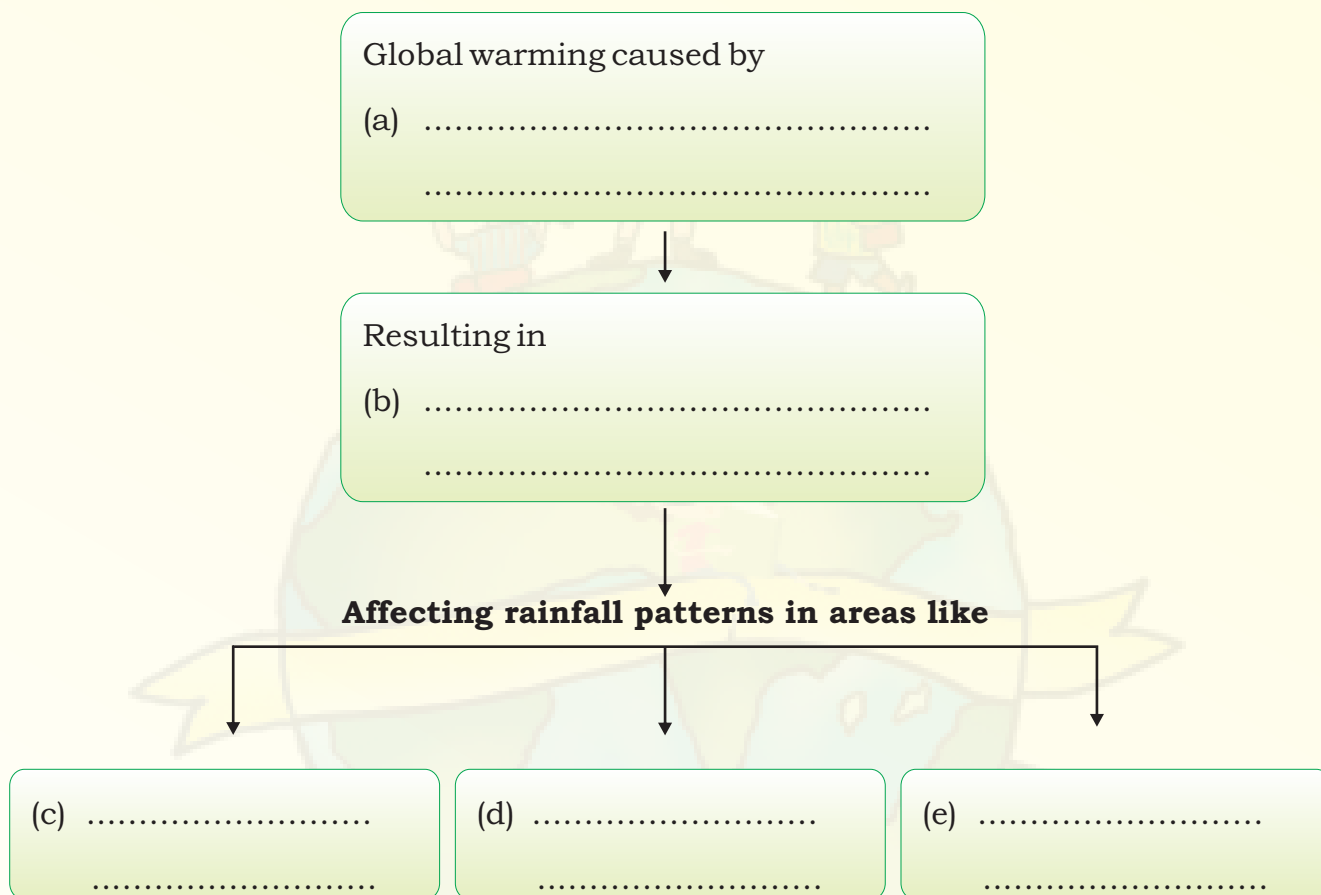 Global warming caused by
(a) .................................................
.................................................
Resulting in
(b) .................................................
.................................................
Affecting rainfall patterns in areas like
(c) ............................
............................
(d) ............................
............................
(e) ............................
............................